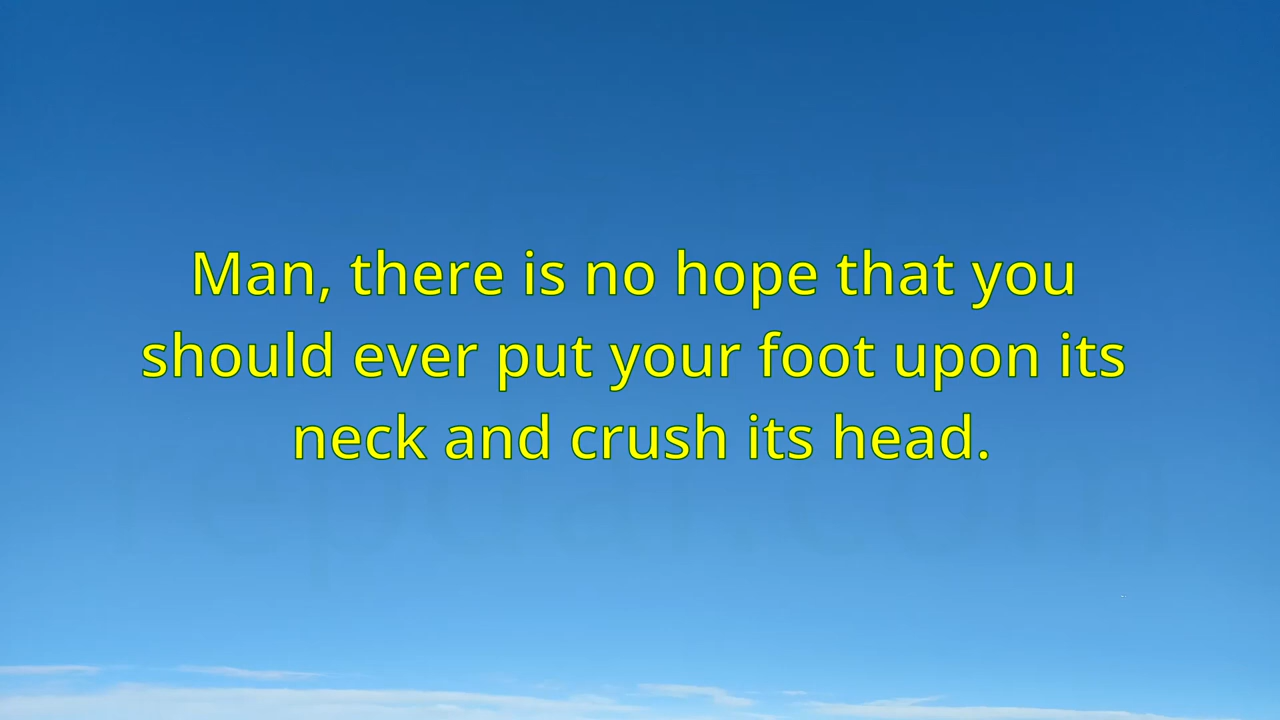 Man, there is no hope that you
should ever put your foot upon its
neck and crush its head.